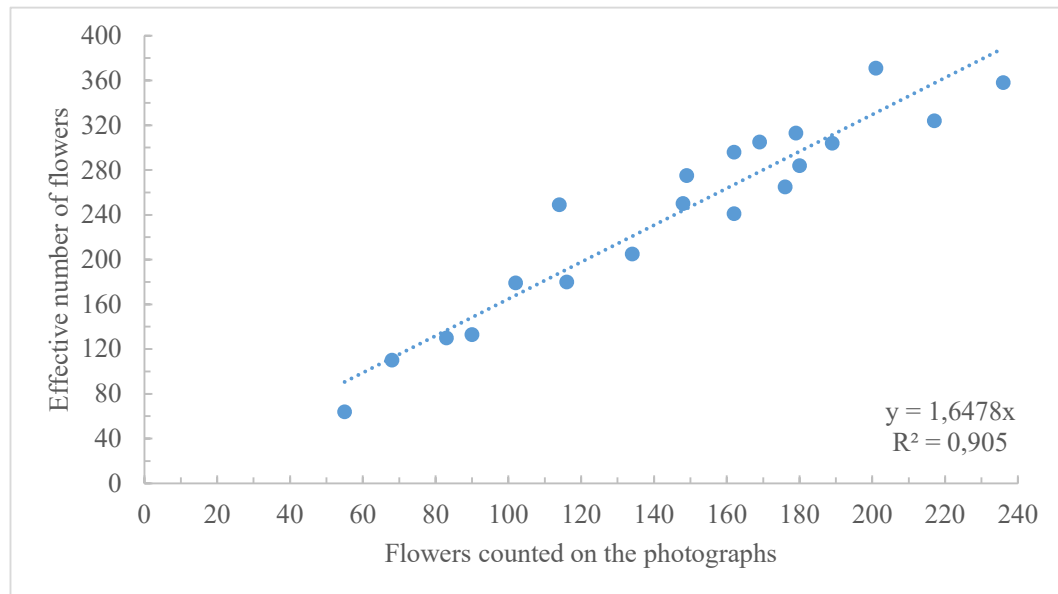 400
360
320
280
240
200
160
120
80
40
0
Effective number of flowers
y = 1,6478x
R² = 0,905
0 20 40 60 80 100 120 140 160 180 200 220 240
Flowers counted on the photographs